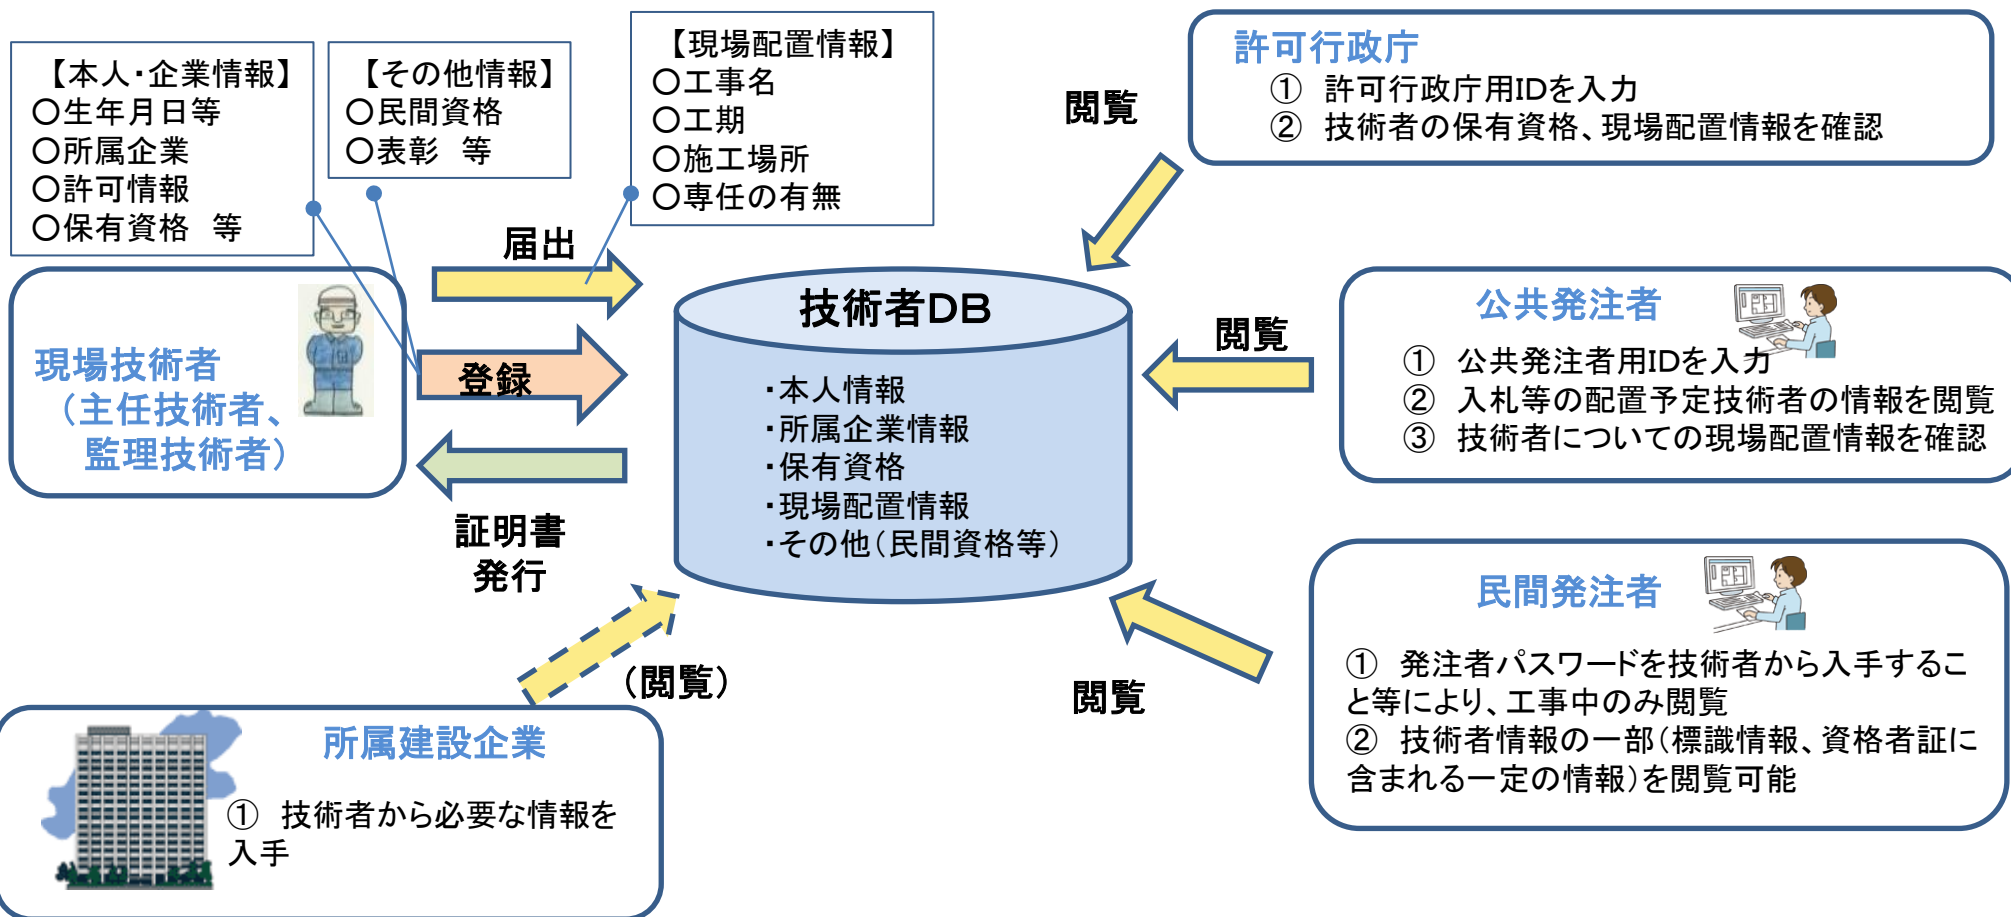 【本人・企業情報】
〇生年月日等
〇所属企業
〇許可情報
〇保有資格　等
【その他情報】
〇民間資格
〇表彰　等
【現場配置情報】
〇工事名
〇工期
〇施工場所
〇専任の有無
許可行政庁
①　許可行政庁用IDを入力
②　技術者の保有資格、現場配置情報を確認
閲覧
届出
現場技術者
（主任技術者、
監理技術者）
登録
証明書
発行
技術者DB
・本人情報
・所属企業情報
・保有資格
・現場配置情報
・その他（民間資格等）
閲覧
公共発注者
①　公共発注者用IDを入力
②　入札等の配置予定技術者の情報を閲覧
③　技術者についての現場配置情報を確認
民間発注者
①　発注者パスワードを技術者から入手するこ
と等により、工事中のみ閲覧
②　技術者情報の一部（標識情報、資格者証に
含まれる一定の情報）を閲覧可能
閲覧
（閲覧）
所属建設企業
①　技術者から必要な情報を
入手